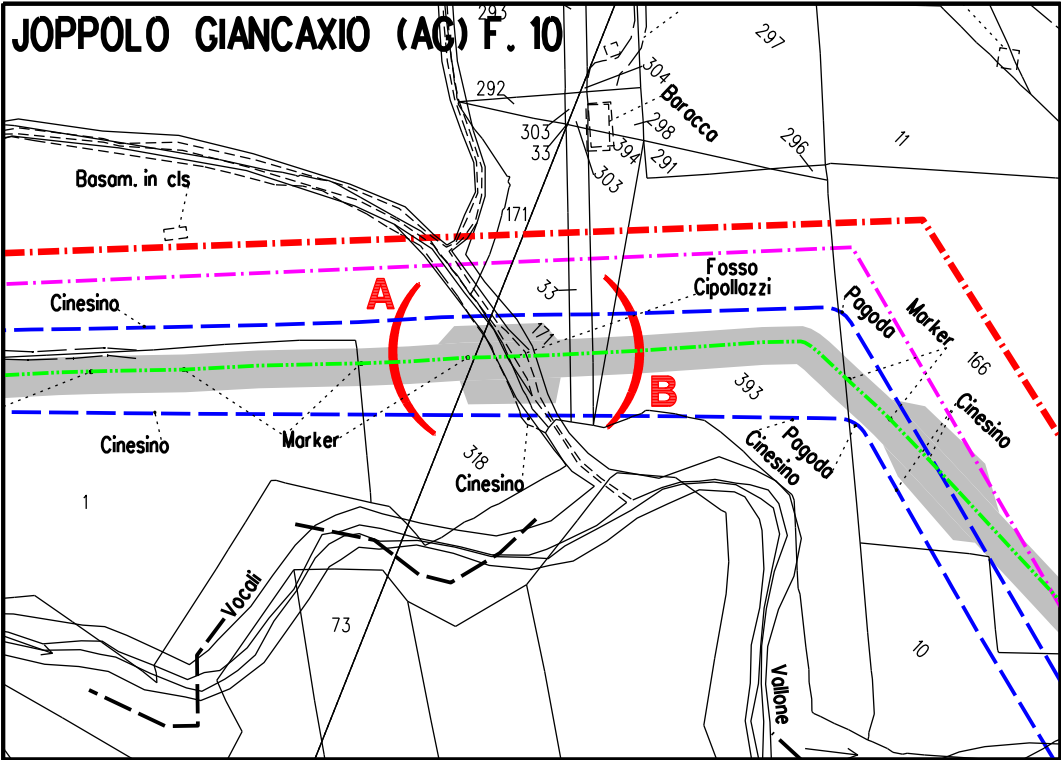 JOPPOLO GIANCAXIO (AG) F. 10
293
297
304
292
Baracca
303
298
33
394
291
296
11
303
Basam. in cls
171
Fosso
Cipollazzi
A
33
Cinesino
Pagoda
Marker
171
166
B
393
Cinesino
Cinesino
Marker
318
Cinesino
Pagoda
Cinesino
1
Vocali
73
10
Vallone